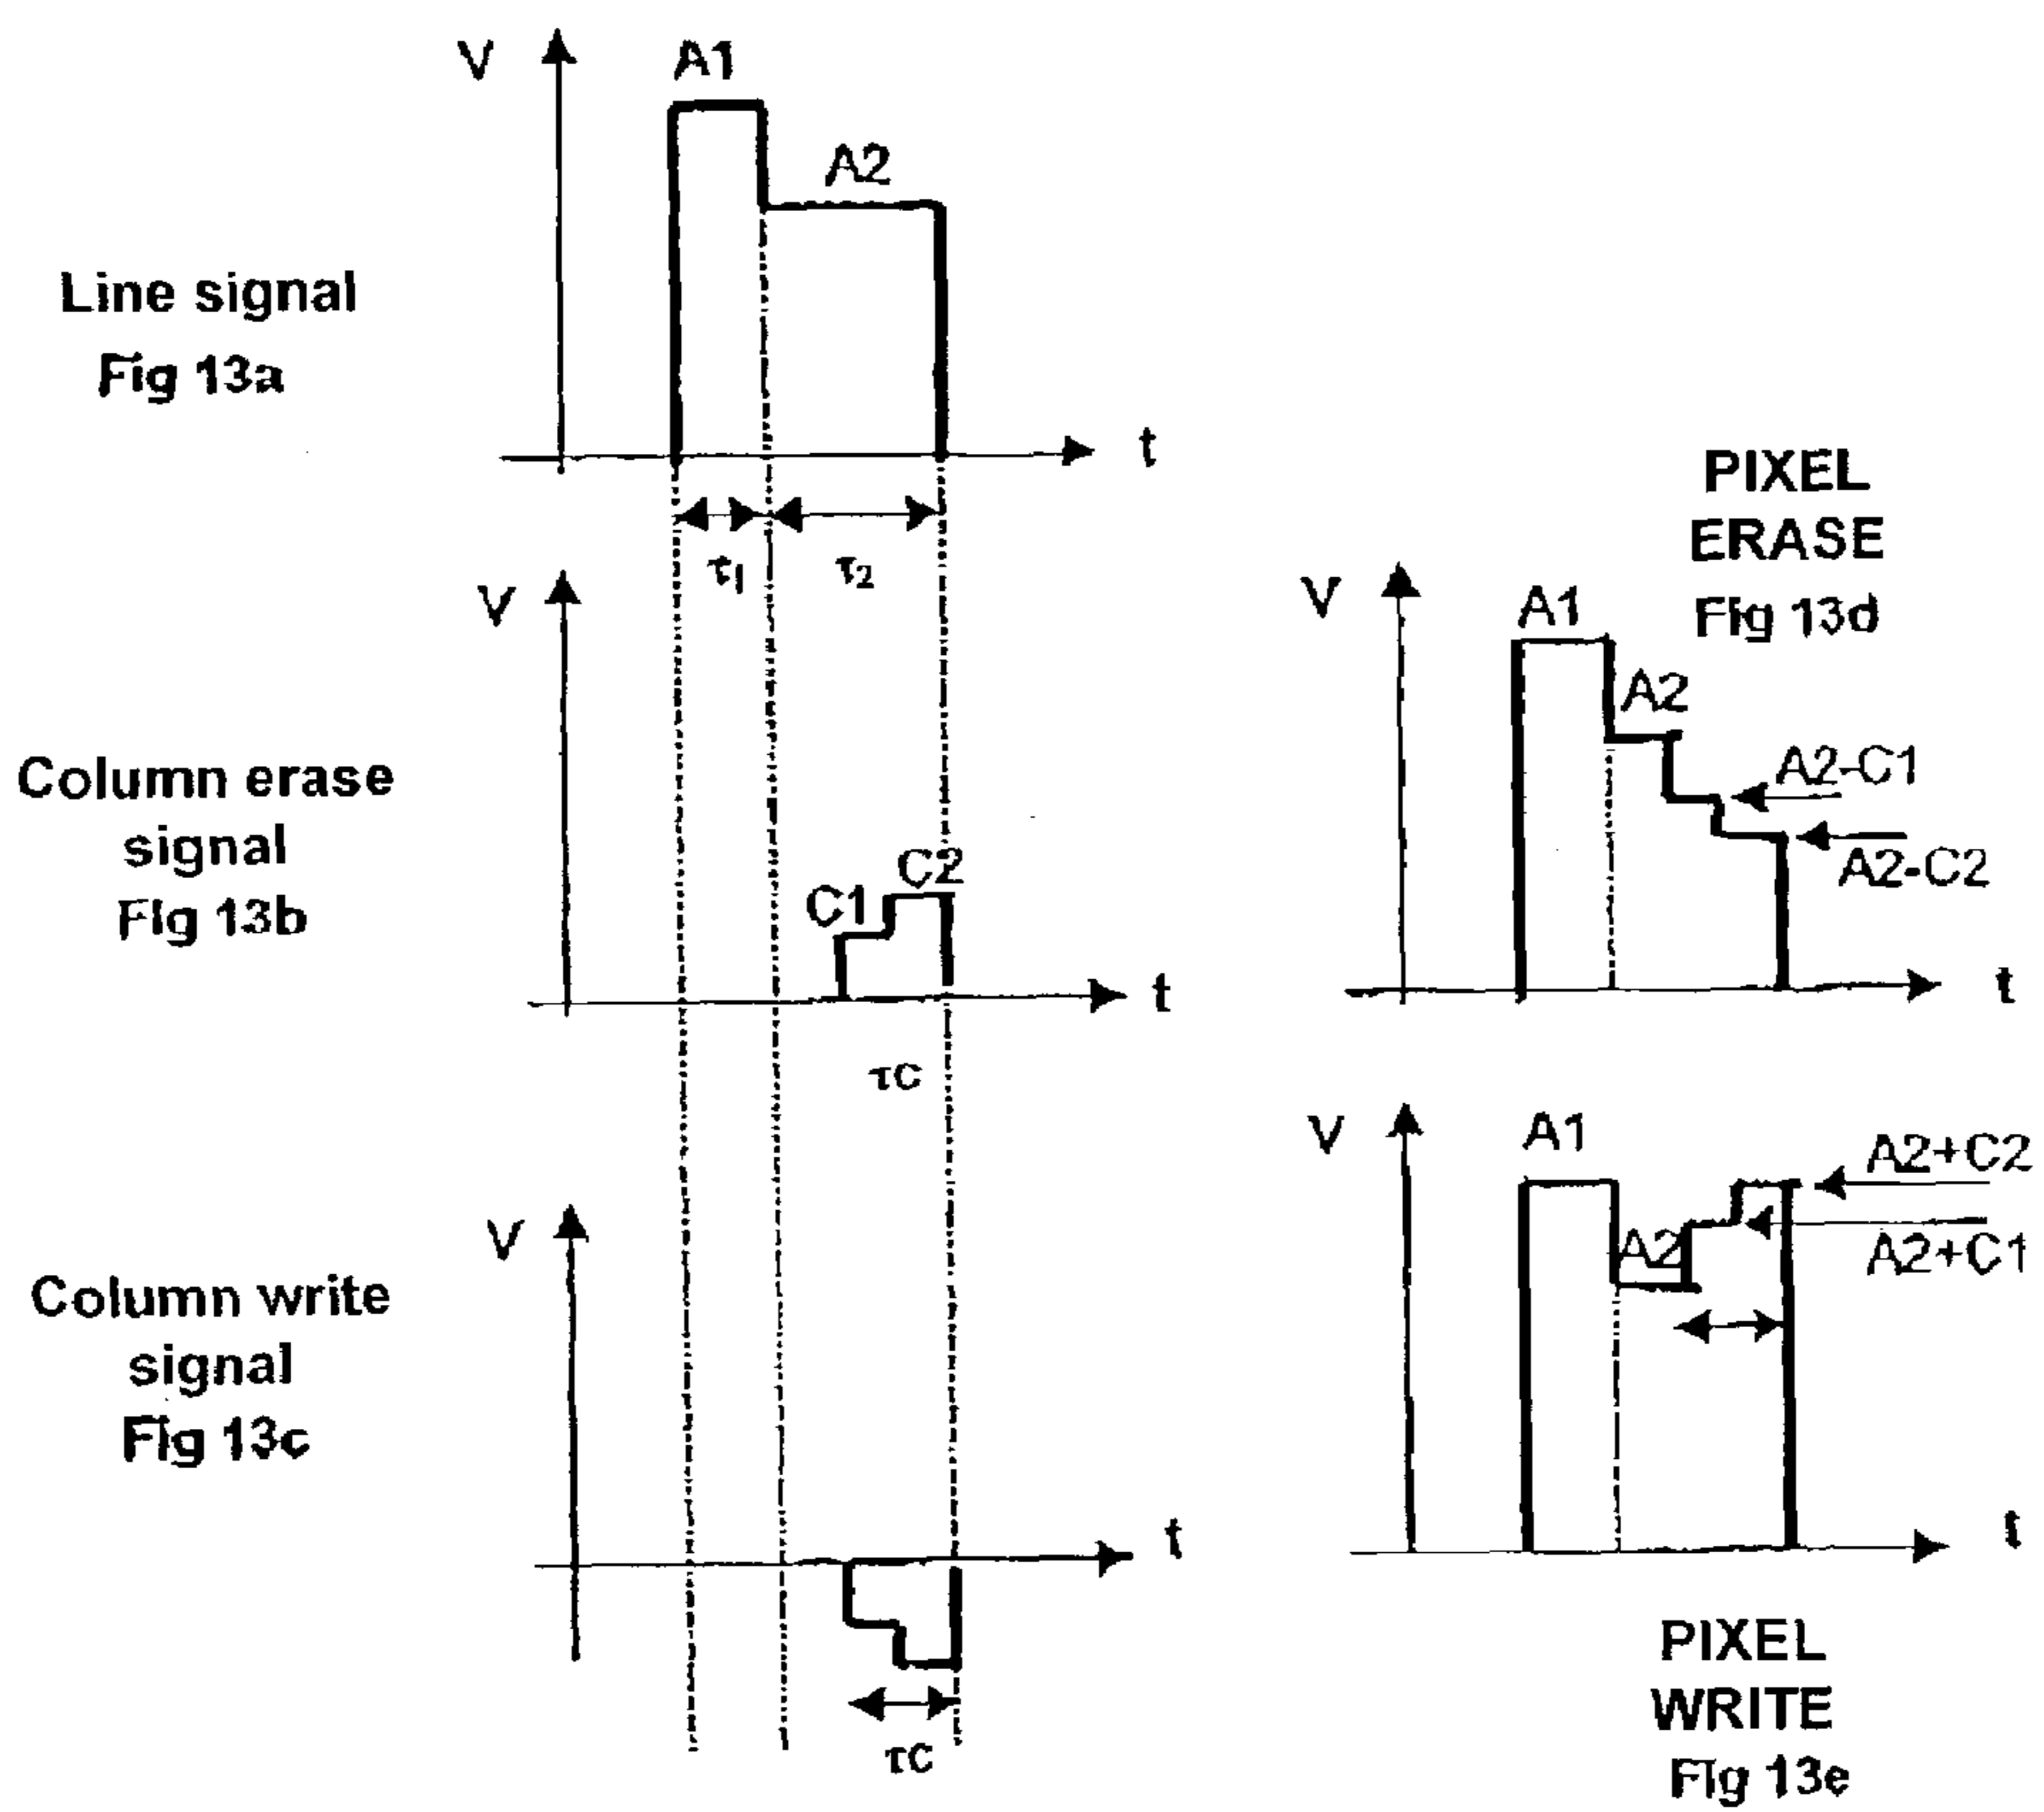 V
A1
A2
Line signal
Fig 13a
t
τ1
τ2
V
Column erase
signal
Fig 13b
C1
C2
t
τC
V
Column write
signal
Fig 13c
t
τC
PIXEL
ERASE
Fig 13d
V
A1
A2
A2-C1
A2-C2
t
V
A1
A2
A2+C2
A2+C1
t
PIXEL
WRITE
Fig 13e